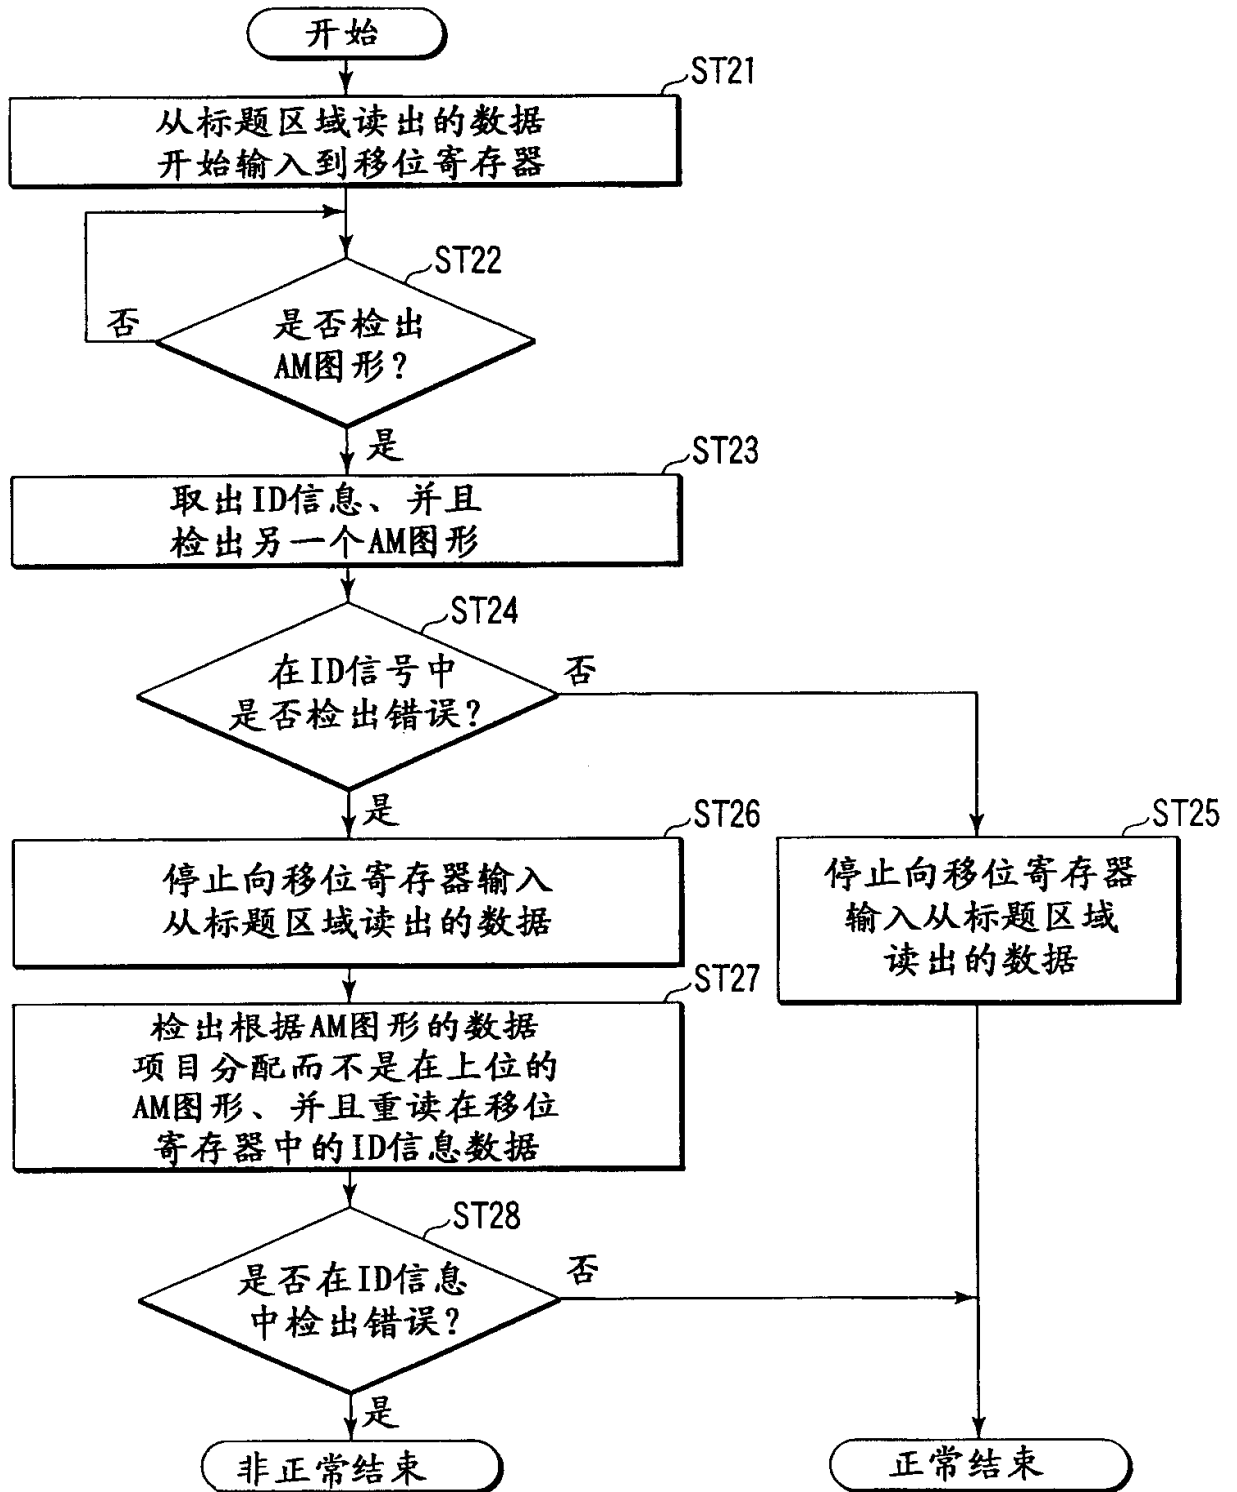 开始
ST21
从标题区域读出的数据
开始输入到移位寄存器
ST22
否
是否检出
AM图形?
是
ST23
取出ID信息、并且
检出另一个AM图形
ST24
在ID信号中
是否检出错误?
否
是
ST26
停止向移位寄存器输入
从标题区域读出的数据
ST25
停止向移位寄存器
输入从标题区域
读出的数据
ST27
检出根据AM图形的数据
项目分配而不是在上位的
AM图形、并且重读在移位
寄存器中的ID信息数据
ST28
是否在ID信息
中检出错误?
否
是
非正常结束
正常结束